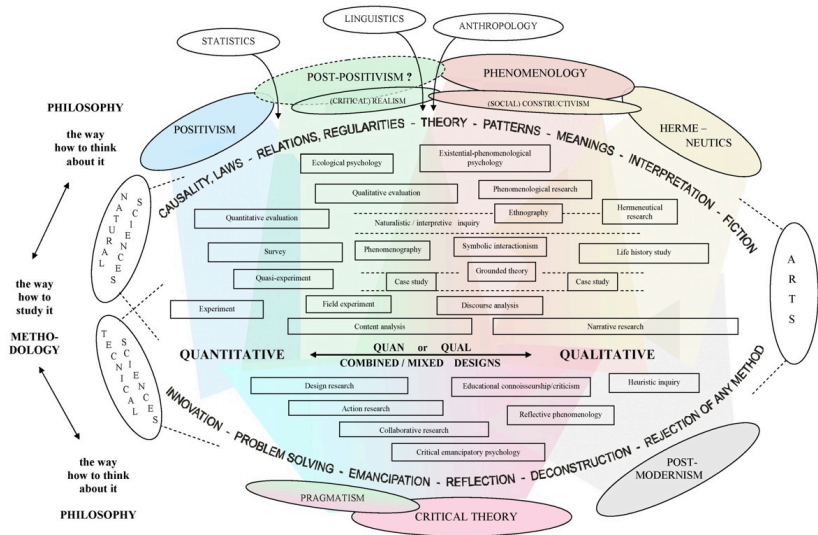 LINGUISTICS
ANTHROPOLOGY
STATISTICS
POST-POSITIVISM ?
PHENOMENOLOGY
(CRITICAL) REALISM
(SOCIAL) CONSTRUCTIVISM
POSITIVISM
HERME –
NEUTICS
PHILOSOPHY
the way
how to think
about it
CAUSALITY, LAWS - RELATIONS, REGULARITIES - THEORY - PATTERNS - MEANINGS - INTERPRETATION - FICTION
NATURAL
SCIENCES
Ecological psychology
Existential-phenomenological
psychology
Qualitative evaluation
Phenomenological research
Quantitative evaluation
Naturalistic / interpretive inquiry
Ethnography
Hermeneutical
research
Survey
Phenomenography
Symbolic interactionism
Life history study
Quasi-experiment
Case study
Grounded theory
Case study
Experiment
Field experiment
Discourse analysis
Content analysis
Narrative research
ARTS
the way
how to
study it
METHO-
DOLOGY
TECNICAL
SCIENCES
QUANTITATIVE
QUAN or QUAL
COMBINED / MIXED DESIGNS
QUALITATIVE
Design research
Educational connoisseurship/criticism
Heuristic inquiry
Action research
Reflective phenomenology
Collaborative research
Critical emancipatory psychology
INNOVATION - PROBLEM SOLVING - EMANCIPATION - REFLECTION - DECONSTRUCTION - REJECTION OF ANY METHOD
the way
how to think
about it
PHILOSOPHY
PRAGMATISM
CRITICAL THEORY
POST-
MODERNISM